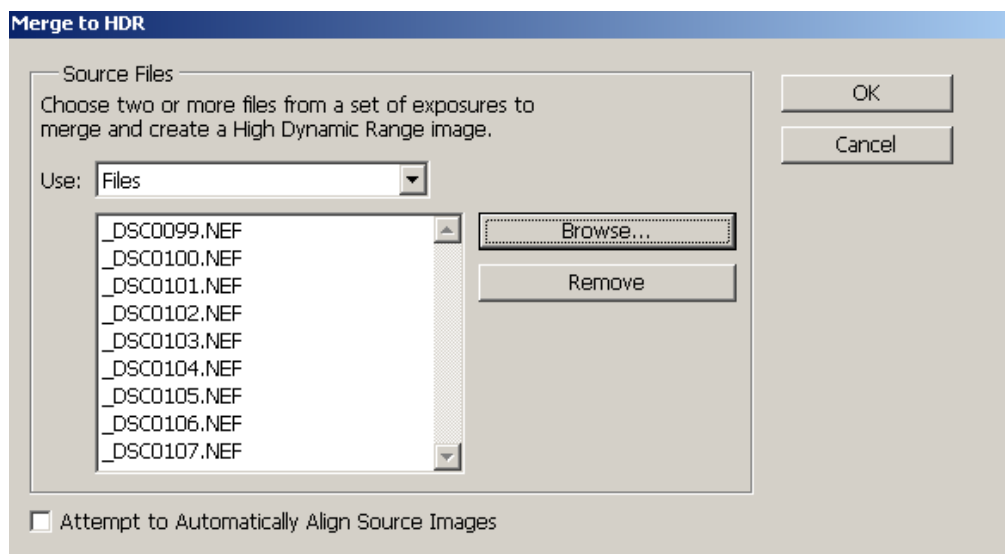 Merge to HDR
Source Files
Choose two or more files from a set of exposures to
merge and create a High Dynamic Range image.
Use: Files
_DSC0099.NEF
_DSC0100.NEF
_DSC0101.NEF
_DSC0102.NEF
_DSC0103.NEF
_DSC0104.NEF
_DSC0105.NEF
_DSC0106.NEF
_DSC0107.NEF
Browse...
Remove
OK
Cancel
Attempt to Automatically Align Source Images